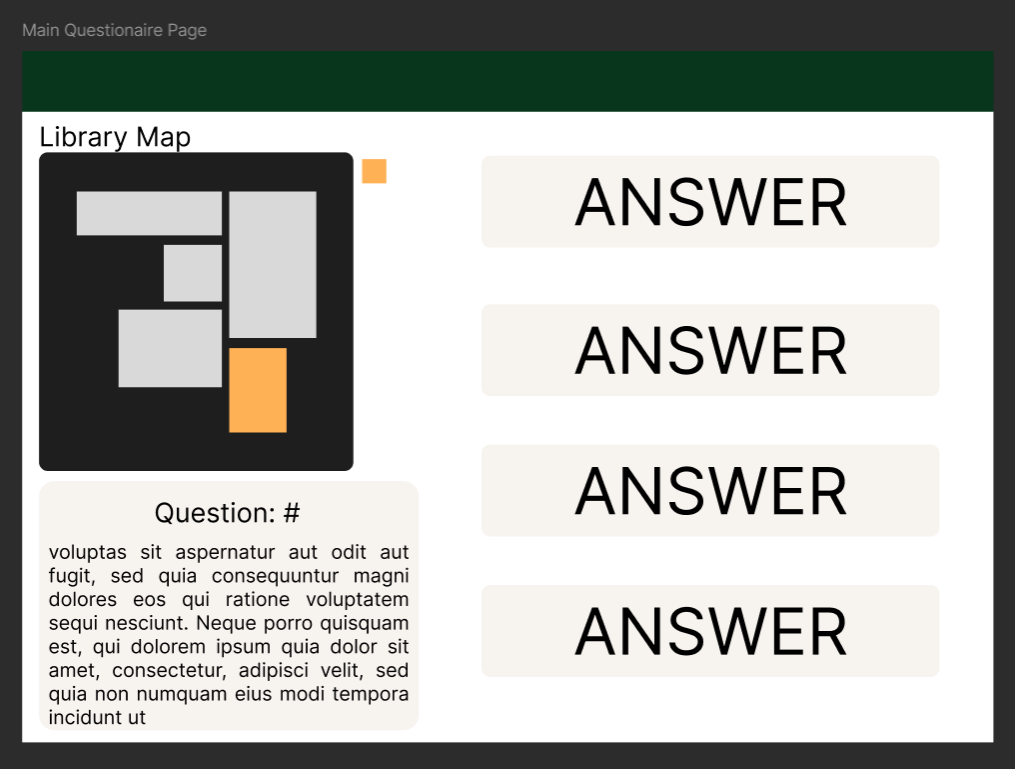 Main Questionaire Page
Library Map
ANSWER
ANSWER
ANSWER
ANSWER
Question: #
voluptas sit aspernatur aut odit aut
fugit, sed quia consequuntur magni
dolores eos qui ratione voluptatem
sequi nesciunt. Neque porro quisquam
est, qui dolorem ipsum quia dolor sit
amet, consectetur, adipisci velit, sed
quia non numquam eius modi tempora
incidunt ut